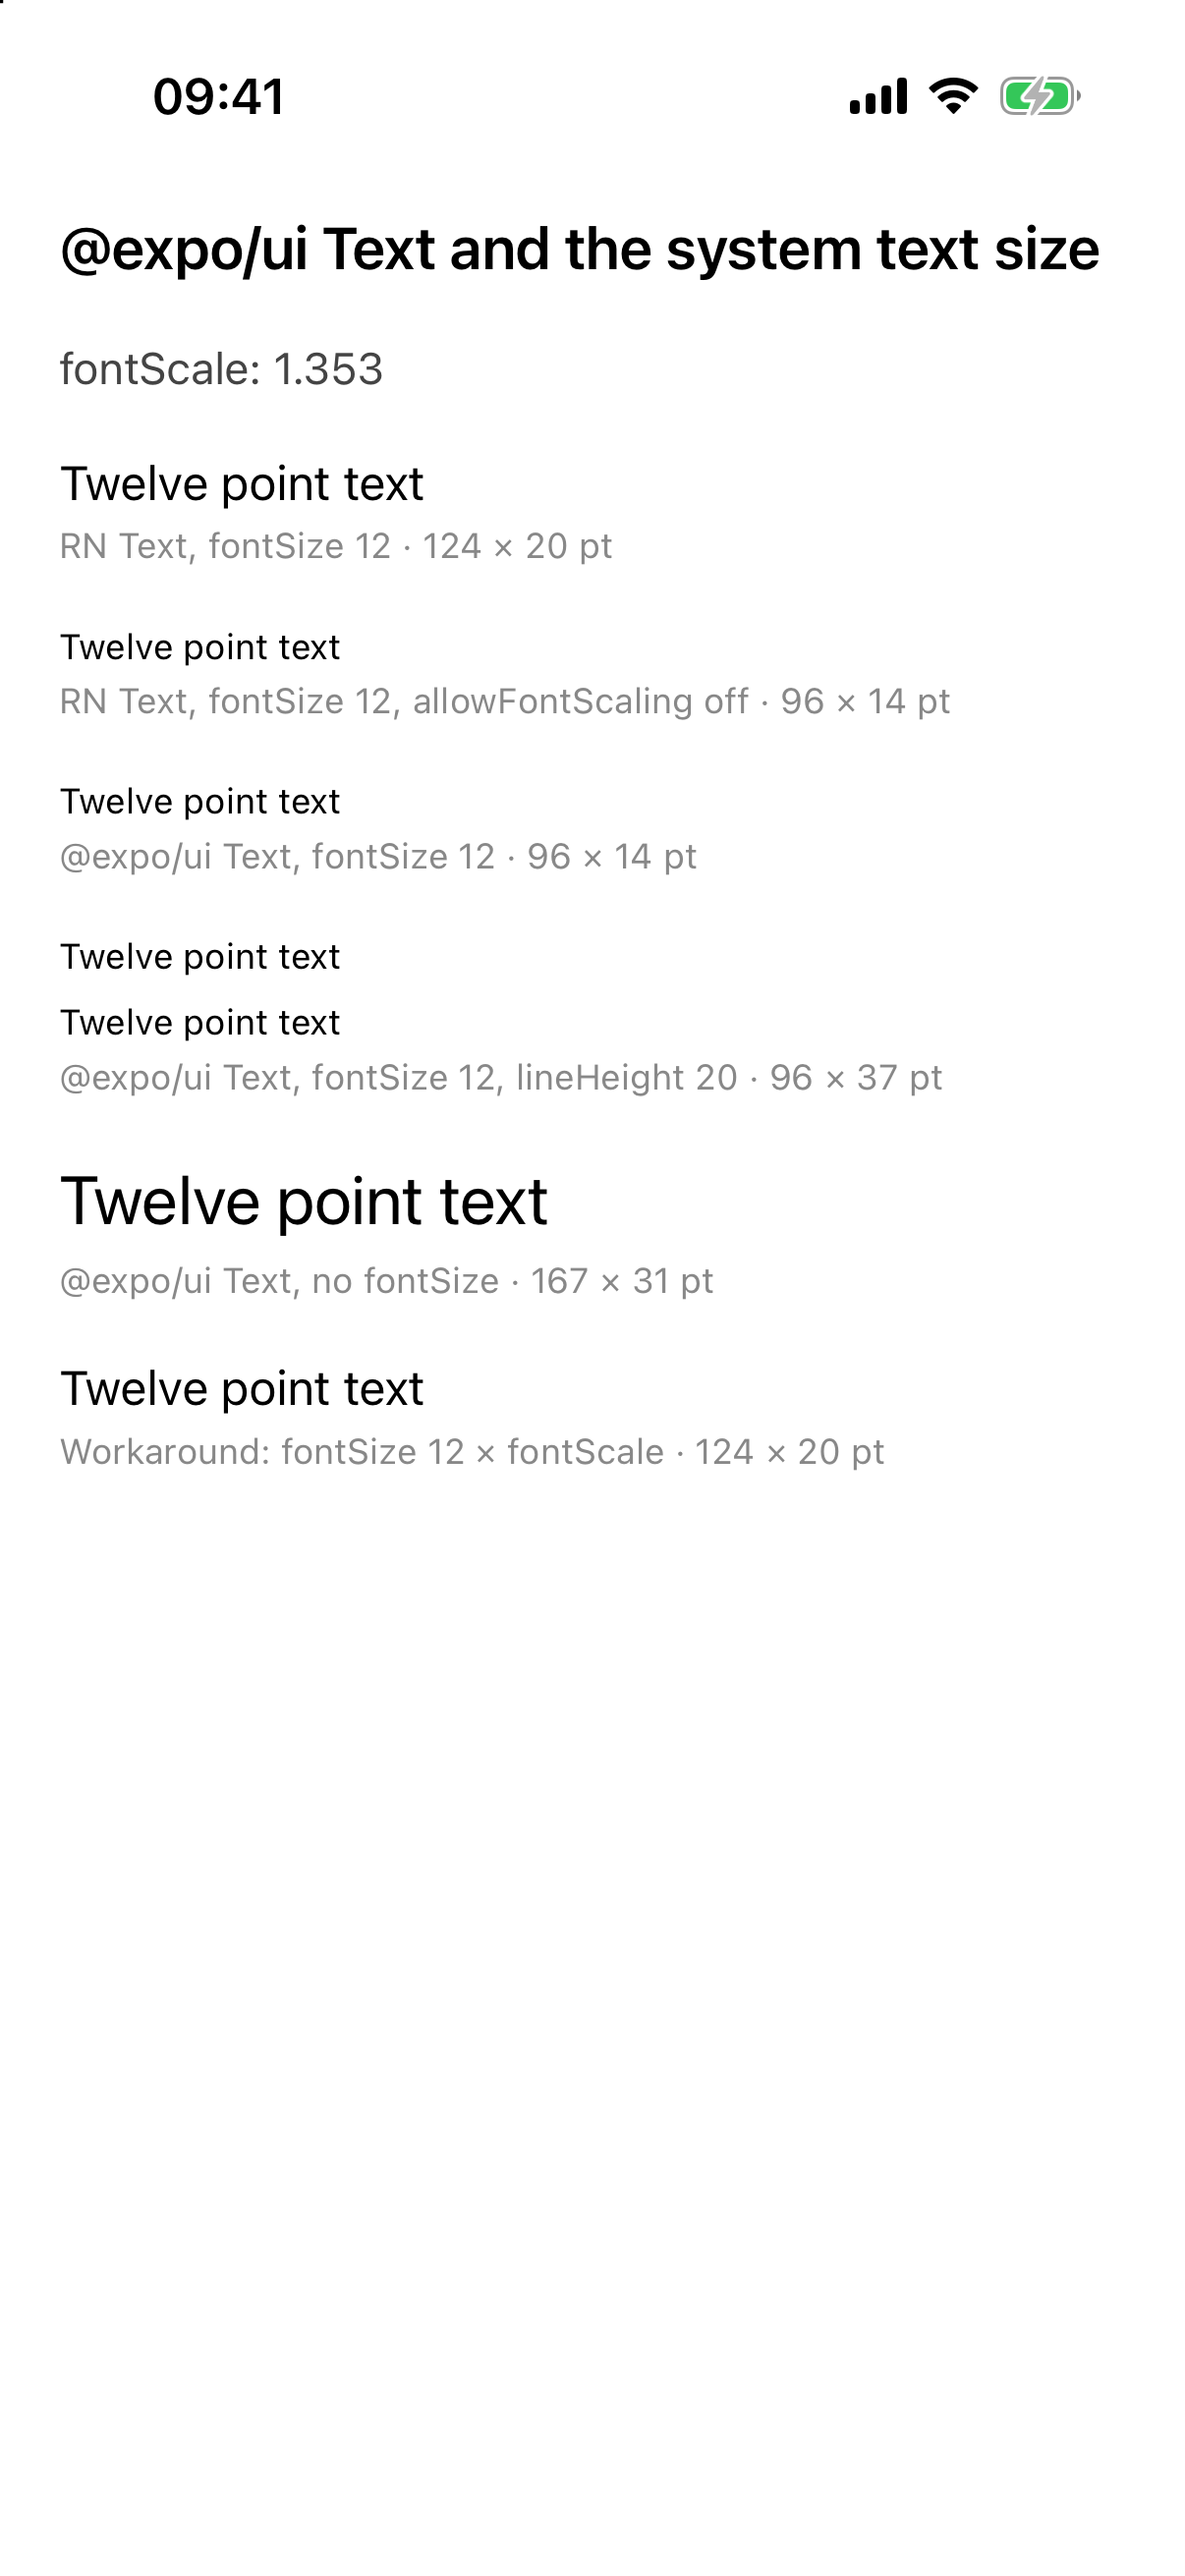 09:41
@expo/ui Text and the system text size
fontScale: 1.353
Twelve point text
RN Text, fontSize 12 · 124 × 20 pt
Twelve point text
RN Text, fontSize 12, allowFontScaling off · 96 × 14 pt
Twelve point text
@expo/ui Text, fontSize 12 · 96 × 14 pt
Twelve point text
Twelve point text
@expo/ui Text, fontSize 12, lineHeight 20 · 96 × 37 pt
Twelve point text
@expo/ui Text, no fontSize · 167 × 31 pt
Twelve point text
Workaround: fontSize 12 × fontScale · 124 × 20 pt